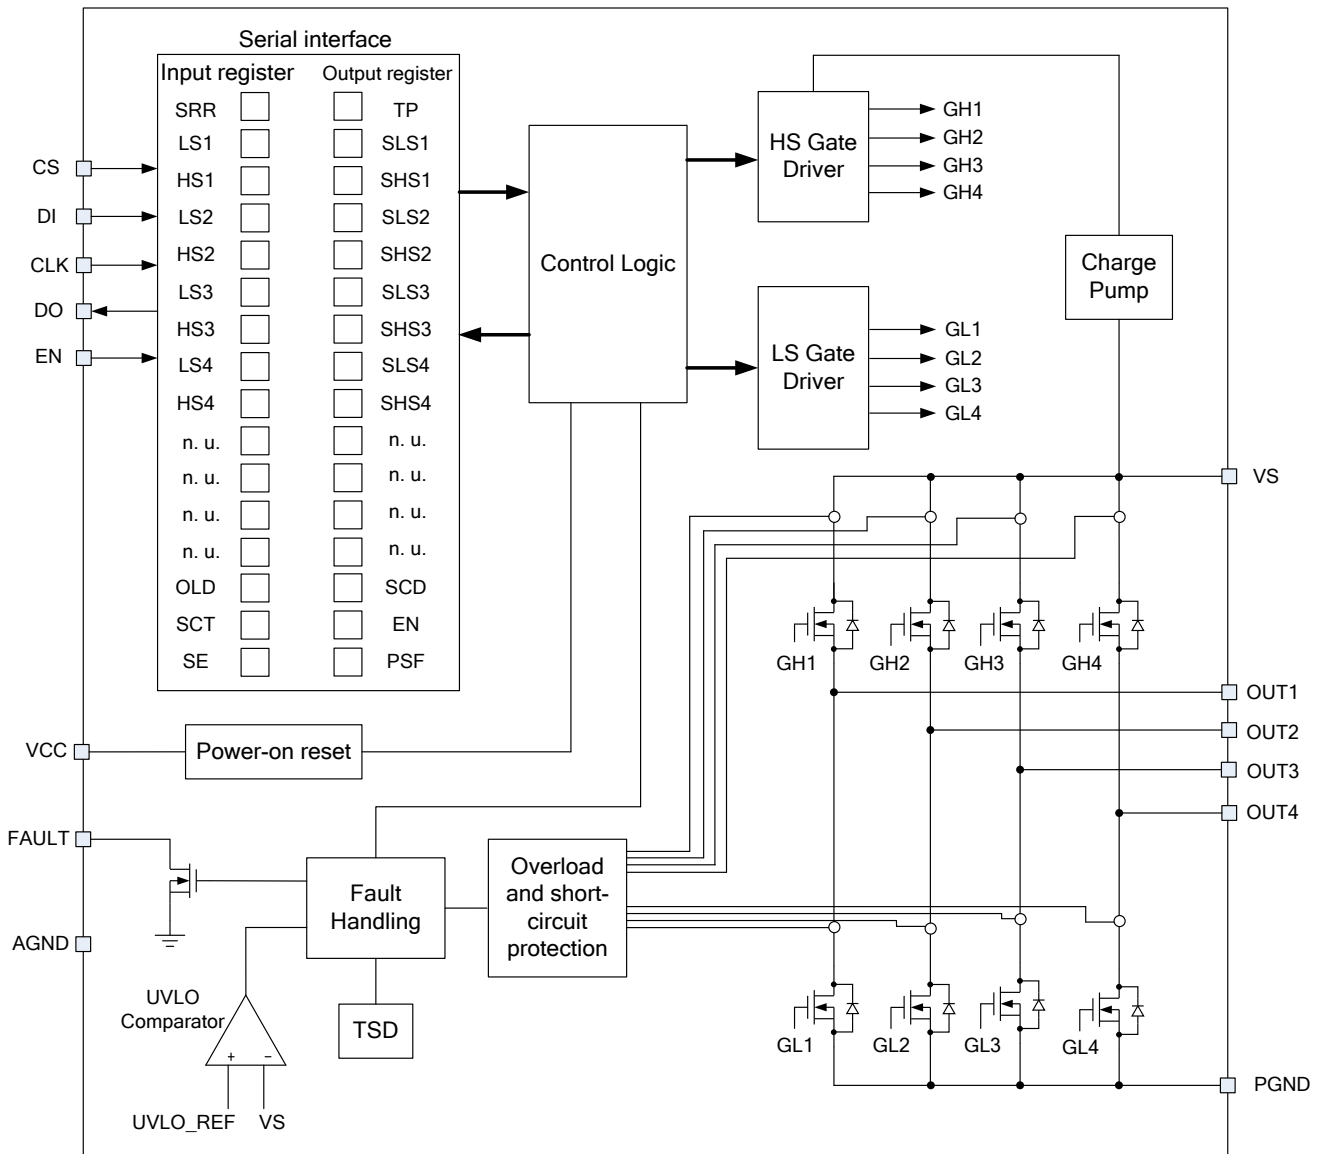 Serial interface
Input register
Output register
SRR
TP
LS1
SLS1
HS1
SHS1
LS2
SLS2
HS2
SHS2
LS3
SLS3
HS3
SHS3
LS4
SLS4
HS4
SHS4
n. u.
n. u.
n. u.
n. u.
n. u.
n. u.
n. u.
n. u.
OLD
SCD
SCT
EN
SE
PSF
CS
DI
CLK
DO
EN
Control Logic
HS Gate
Driver
GH1
GH2
GH3
GH4
LS Gate
Driver
GL1
GL2
GL3
GL4
Charge
Pump
VS
GH1
GH2
GH3
GH4
OUT1
OUT2
OUT3
OUT4
VCC
Power-on reset
FAULT
AGND
Fault
Handling
Overload
and short-
circuit
protection
UVLO
Comparator
+
−
UVLO_REF
VS
TSD
GL1
GL2
GL3
GL4
PGND